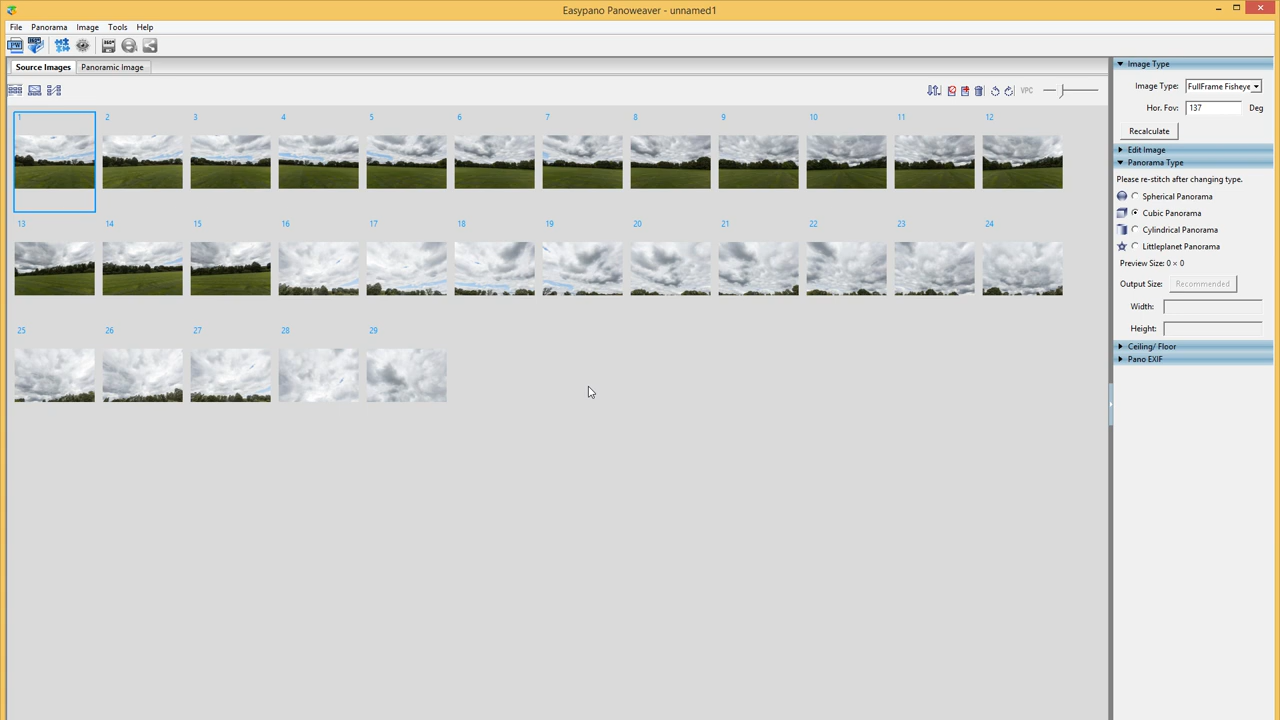 Easypano Panoweaver - unnamed1
File Panorama Image Tools Help
Source Images Panoramic Image
VPC
1 2 3 4 5 6 7 8 9 10 11 12
13 14 15 16 17 18 19 20 21 22 23 24
25 26 27 28 29
Image Type
Image Type: FullFrame Fisheye
Hor. Fov: 137 Deg
Recalculate
Edit Image
Panorama Type
Please re-stitch after changing type.
Spherical Panorama
Cubic Panorama
Cylindrical Panorama
Littleplanet Panorama
Preview Size: 0 × 0
Output Size: Recommended
Width:
Height:
Ceiling/ Floor
Pano EXIF